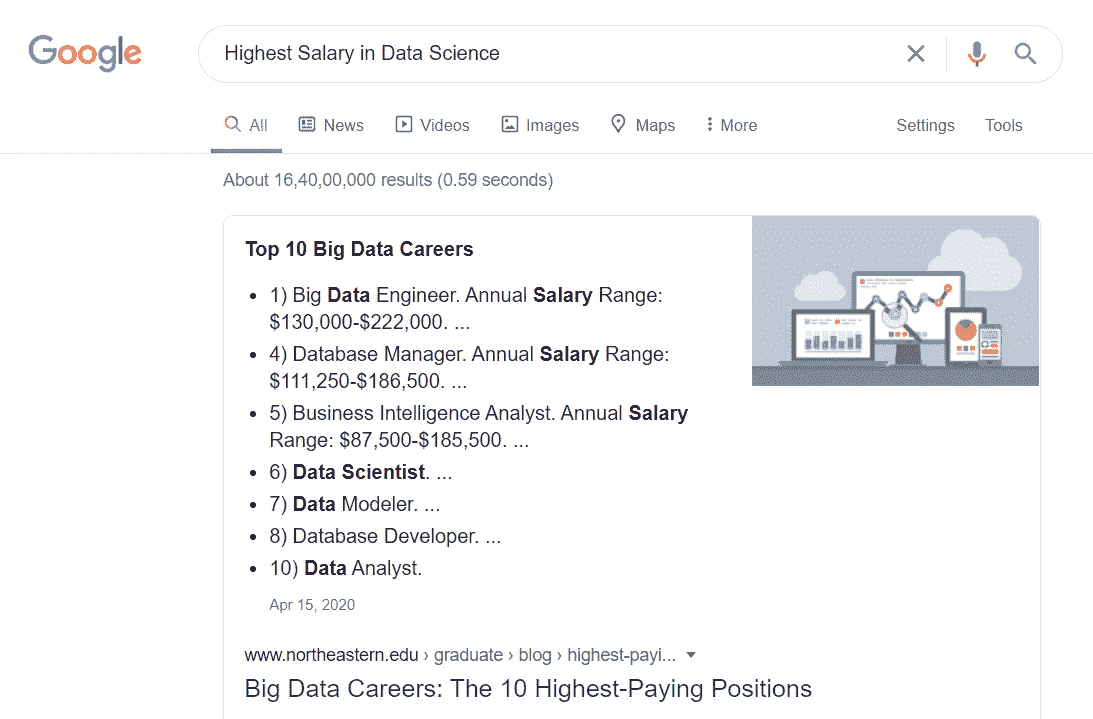 Google
Highest Salary in Data Science
All News Videos Images Maps More Settings Tools
About 16,40,00,000 results (0.59 seconds)
Top 10 Big Data Careers
• 1) Big Data Engineer. Annual Salary Range:
$130,000-$222,000. ...
• 4) Database Manager. Annual Salary Range:
$111,250-$186,500. ...
• 5) Business Intelligence Analyst. Annual Salary
Range: $87,500-$185,500. ...
• 6) Data Scientist. ...
• 7) Data Modeler. ...
• 8) Database Developer. ...
• 10) Data Analyst.
Apr 15, 2020
www.northeastern.edu › graduate › blog › highest-payi...
Big Data Careers: The 10 Highest-Paying Positions